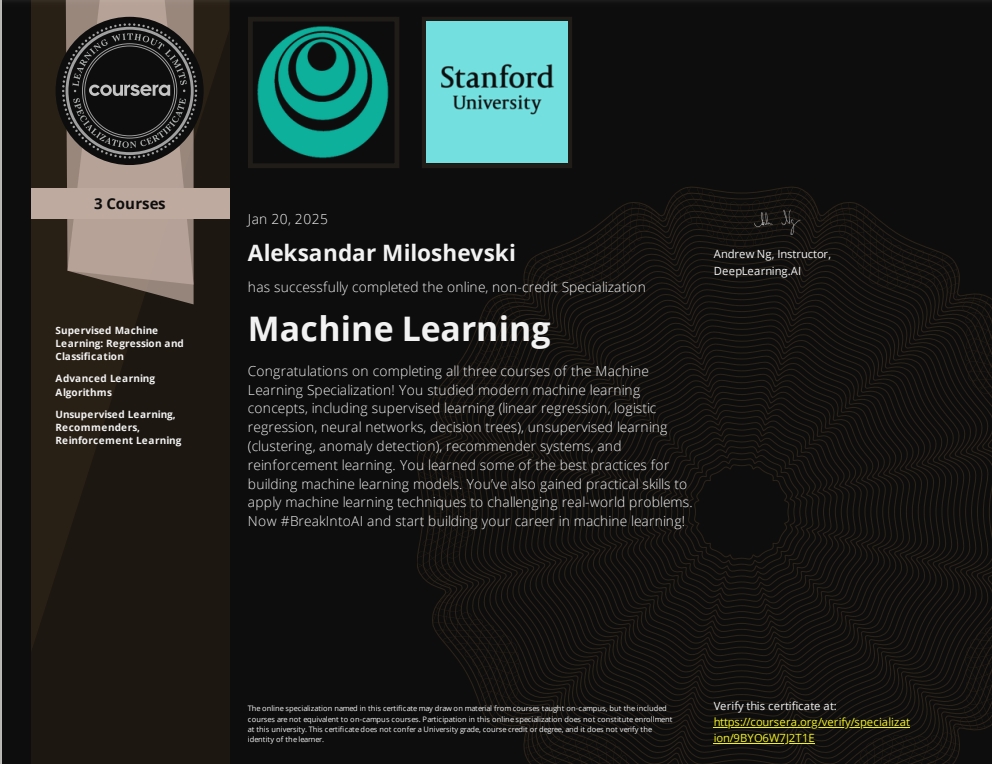 LEARNING WITHOUT LIMITS
coursera
SPECIALIZATION CERTIFICATE
Stanford
University
3 Courses
Supervised Machine
Learning: Regression and
Classification
Advanced Learning
Algorithms
Unsupervised Learning,
Recommenders,
Reinforcement Learning
Jan 20, 2025
Aleksandar Miloshevski
has successfully completed the online, non-credit Specialization
Machine Learning
Congratulations on completing all three courses of the Machine
Learning Specialization! You studied modern machine learning
concepts, including supervised learning (linear regression, logistic
regression, neural networks, decision trees), unsupervised learning
(clustering, anomaly detection), recommender systems, and
reinforcement learning. You learned some of the best practices for
building machine learning models. You’ve also gained practical skills to
apply machine learning techniques to challenging real-world problems.
Now #BreakIntoAI and start building your career in machine learning!
Andrew Ng, Instructor,
DeepLearning.AI
The online specialization named in this certificate may draw on material from courses taught on-campus, but the included
courses are not equivalent to on-campus courses. Participation in this online specialization does not constitute enrollment
at this university. This certificate does not confer a University grade, course credit or degree, and it does not verify the
identity of the learner.
Verify this certificate at:
https://coursera.org/verify/specializat
ion/9BYO6W7J2T1E